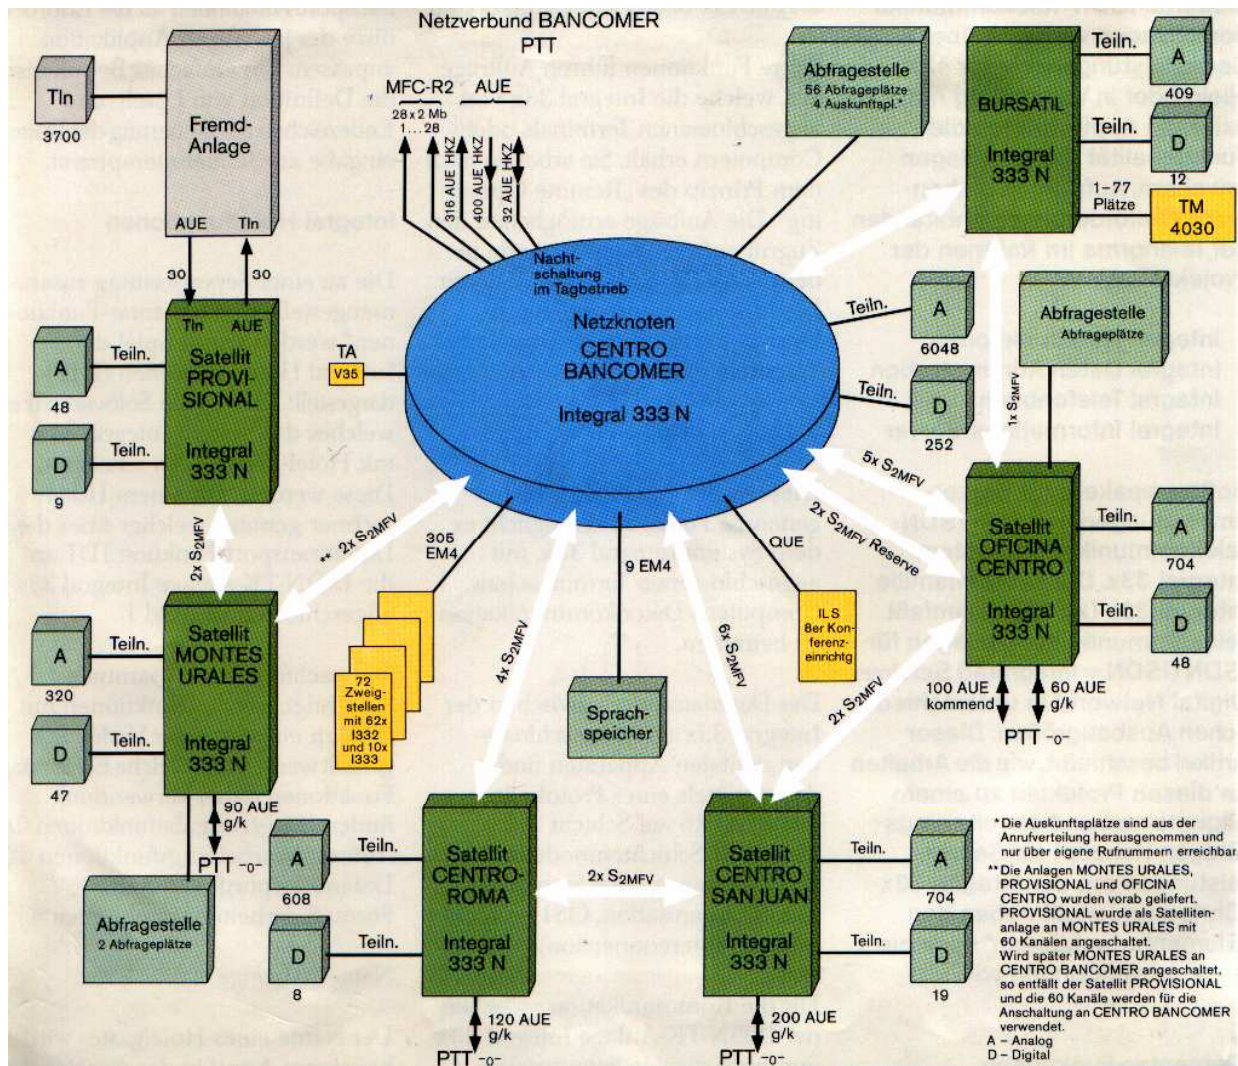 Netzverbund BANCOMER
PTT
Tln
3700
Fremd-
Anlage
AUE
Tln
30
30
MFC-R2
28 x 2 Mb
1 ... 28
AUE
316 AUE HKZ
400 AUE HKZ
32 AUE HKZ
Nacht-
schaltung
im Tagbetrieb
Abfragestelle
56 Abfrageplätze
4 Auskunftapl.*
BURSATIL
Integral
333 N
Teiln.
A
409
Teiln.
D
12
1-77
Plätze
TM
4030
Tln
AUE
Satellit
PROVI-
SIONAL
Integral
333 N
Teiln.
A
48
Teiln.
D
9
TA
V35
Netzknoten
CENTRO
BANCOMER
Integral 333 N
Teiln.
A
6048
Teiln.
D
252
Abfragestelle
Abfrageplätze
1x S2MFV
5x S2MFV
2x S2MFV Reserve
2x S2MFV
** 2x S2MFV
305
EM4
9 EM4
QUE
Satellit
OFICINA
CENTRO
Integral
333 N
Teiln.
A
704
Teiln.
D
48
100 AUE
kommend
60 AUE
g/k
PTT -0-
Satellit
MONTES
URALES
Integral
333 N
Teiln.
A
320
Teiln.
D
47
90 AUE
g/k
PTT -0-
Abfragestelle
2 Abfrageplätze
72
Zweig-
stellen
mit 62x
I332
und 10x
I333
4x S2MFV
Sprach-
speicher
6x S2MFV
ILS
8er Kon-
ferenz-
einrichtg
2x S2MFV
Satellit
CENTRO-
ROMA
Integral
333 N
Teiln.
A
608
Teiln.
D
8
120 AUE
g/k
PTT -0-
2x S2MFV
Satellit
CENTRO
SAN JUAN
Integral
333 N
Teiln.
A
704
Teiln.
D
19
200 AUE
g/k
PTT -0-
* Die Auskunftsplätze sind aus der
Anrufverteilung herausgenommen und
nur über eigene Rufnummern erreichbar.
** Die Anlagen MONTES URALES,
PROVISIONAL und OFICINA
CENTRO wurden vorab geliefert.
PROVISIONAL wurde als Satelliten-
anlage an MONTES URALES mit
60 Kanälen angeschaltet.
Wird später MONTES URALES an
CENTRO BANCOMER angeschaltet,
so entfällt der Satellit PROVISIONAL
und die 60 Kanäle werden für die
Anschaltung an CENTRO BANCOMER
verwendet.
A - Analog
D - Digital